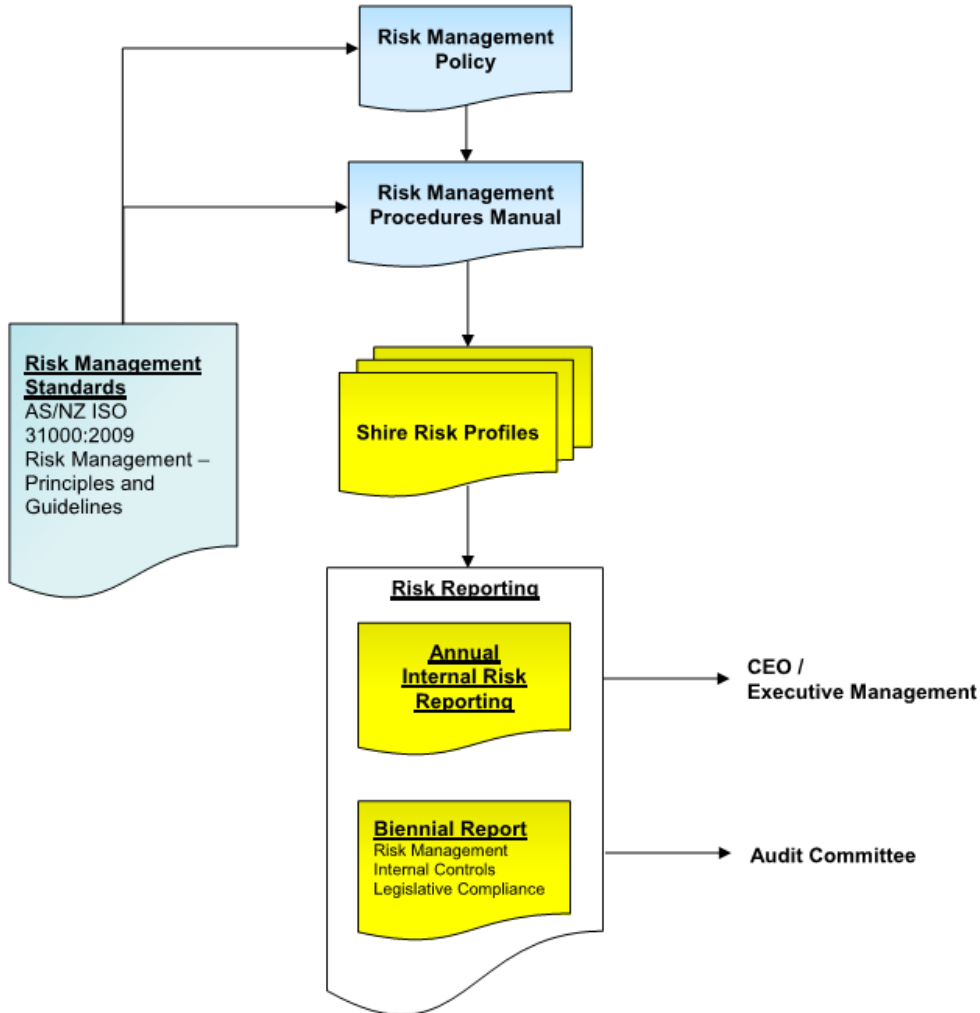 Risk Management
Policy
Risk Management
Procedures Manual
Risk Management
Standards
AS/NZ ISO
31000:2009
Risk Management –
Principles and
Guidelines
Shire Risk Profiles
Risk Reporting
Annual
Internal Risk
Reporting
CEO /
Executive Management
Biennial Report
Risk Management
Internal Controls
Legislative Compliance
Audit Committee